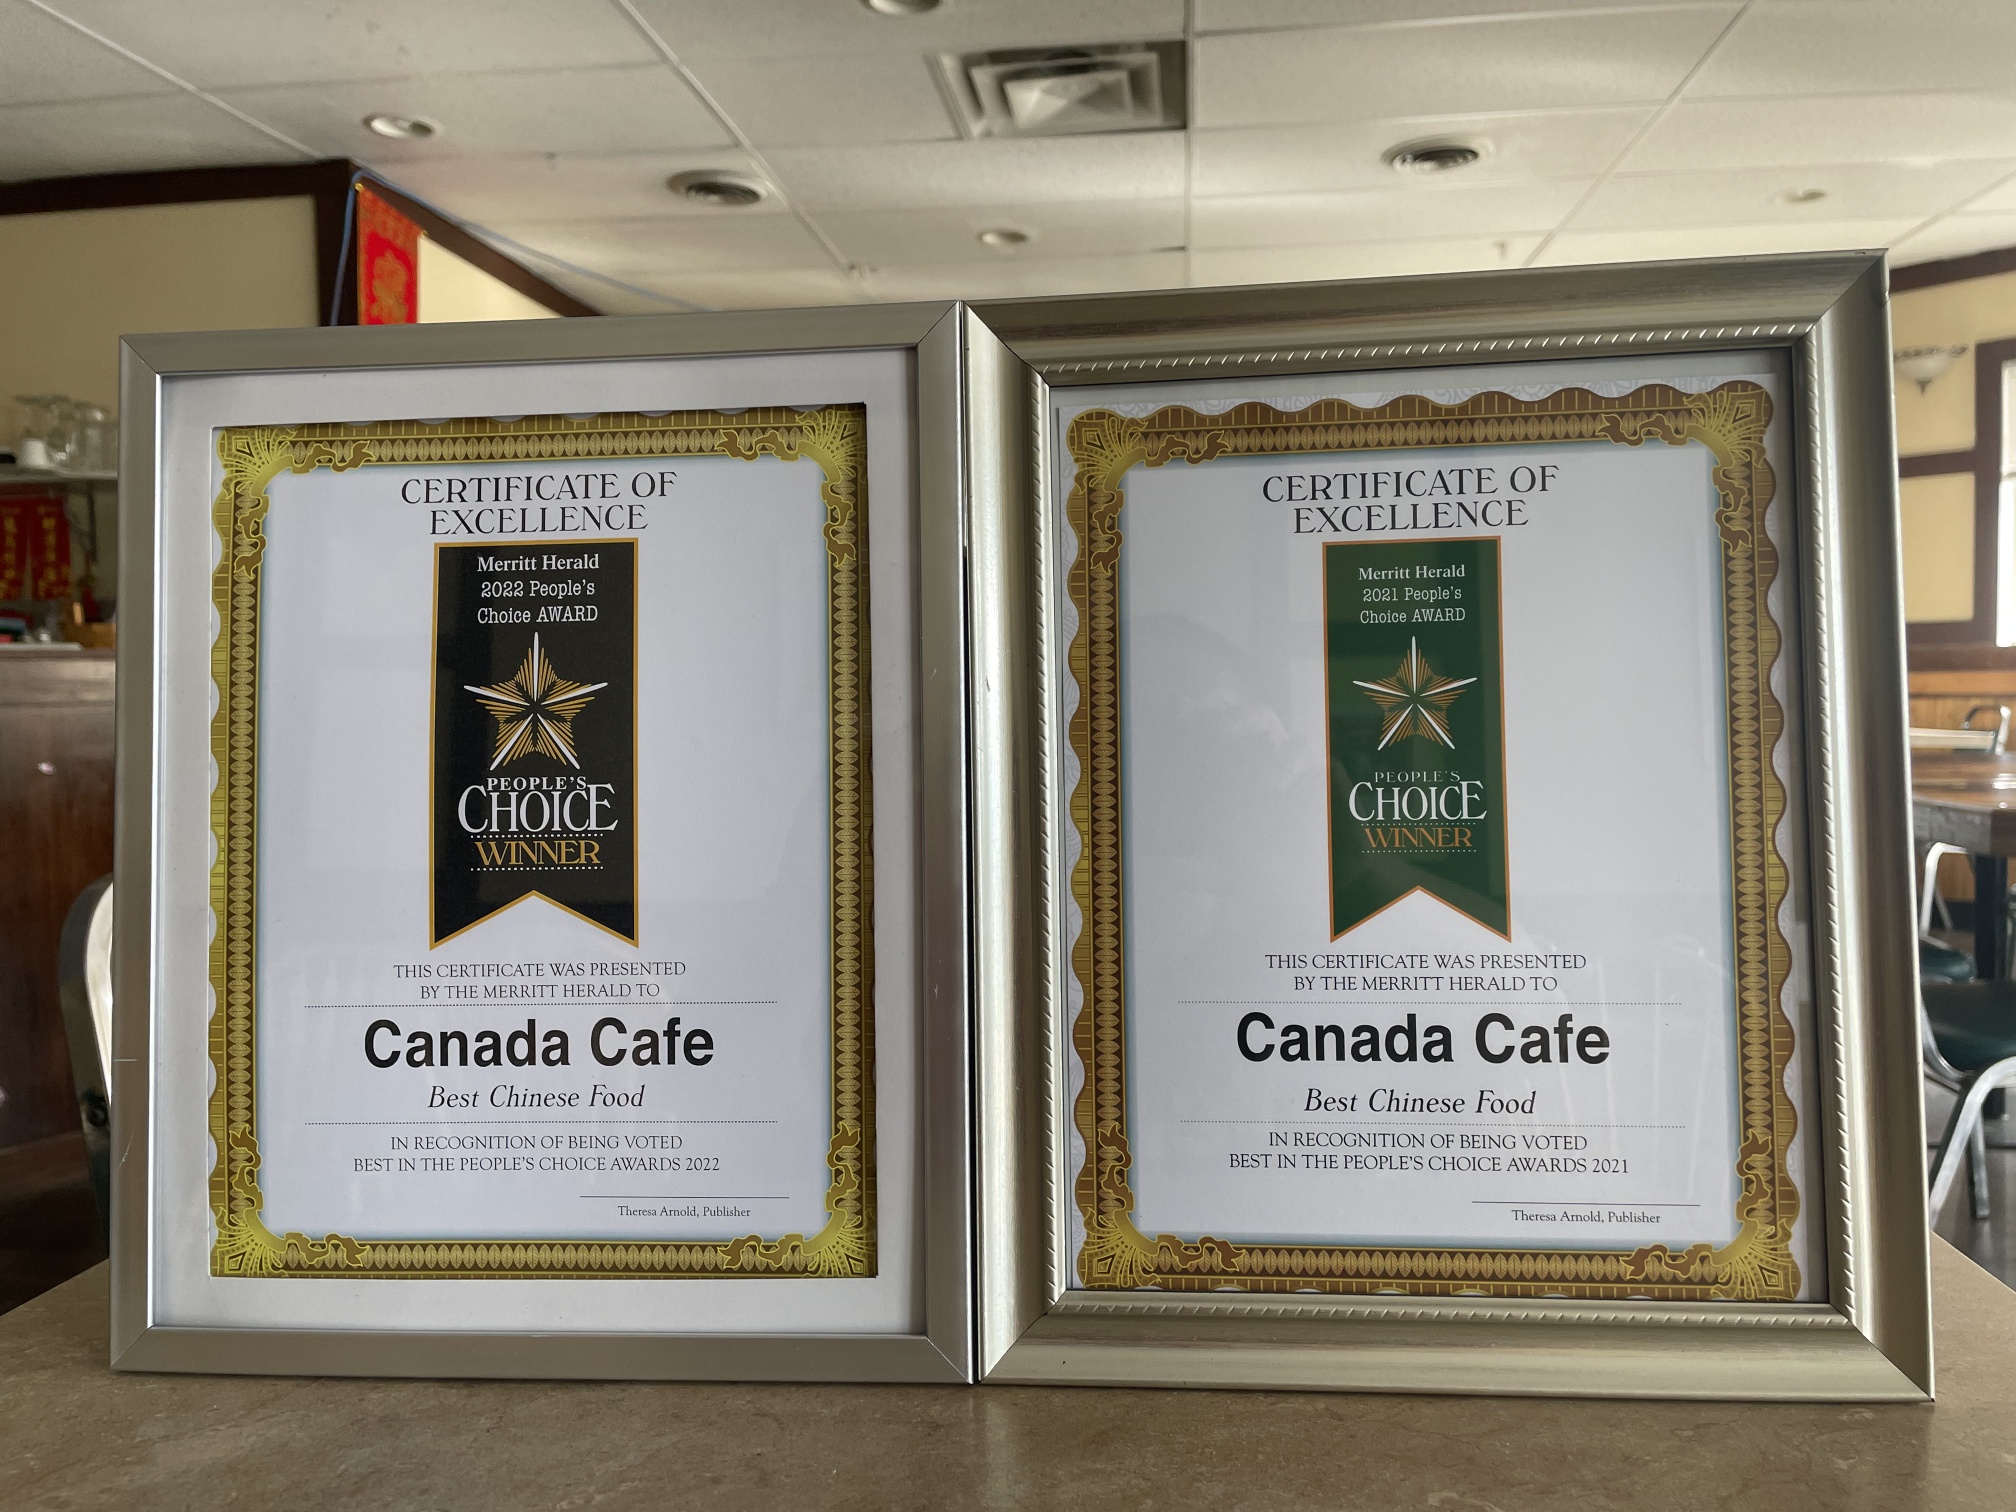 CERTIFICATE OF
EXCELLENCE
Merritt Herald
2022 People's
Choice AWARD
PEOPLE'S
CHOICE
WINNER
THIS CERTIFICATE WAS PRESENTED
BY THE MERRITT HERALD TO
Canada Cafe
Best Chinese Food
IN RECOGNITION OF BEING VOTED
BEST IN THE PEOPLE'S CHOICE AWARDS 2022
Theresa Arnold, Publisher
CERTIFICATE OF
EXCELLENCE
Merritt Herald
2021 People's
Choice AWARD
PEOPLE'S
CHOICE
WINNER
THIS CERTIFICATE WAS PRESENTED
BY THE MERRITT HERALD TO
Canada Cafe
Best Chinese Food
IN RECOGNITION OF BEING VOTED
BEST IN THE PEOPLE'S CHOICE AWARDS 2021
Theresa Arnold, Publisher